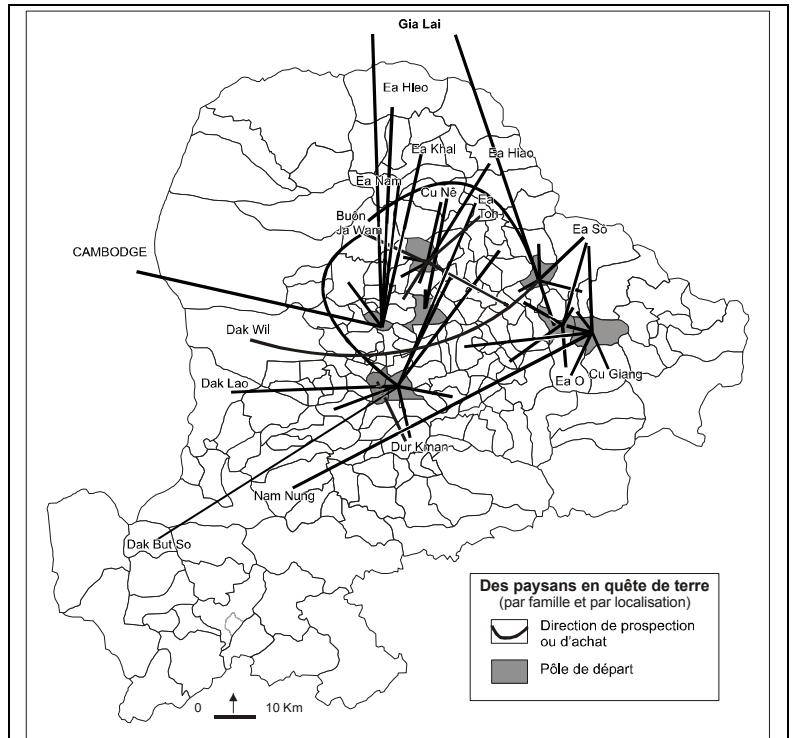 Gia Lai
Ea Hleo
Ea Khal
Ea Hiao
Ea Nam
Cu Nê
Ea
Toh
Buôn
Ja Wam
Ea Sô
CAMBODGE
Dak Wil
Dak Lao
Ea O
Cu Giang
Dur Kman
Nam Nung
Dak But So
Des paysans en quête de terre
(par famille et par localisation)
Direction de prospection
ou d'achat
Pôle de départ
0 10 Km